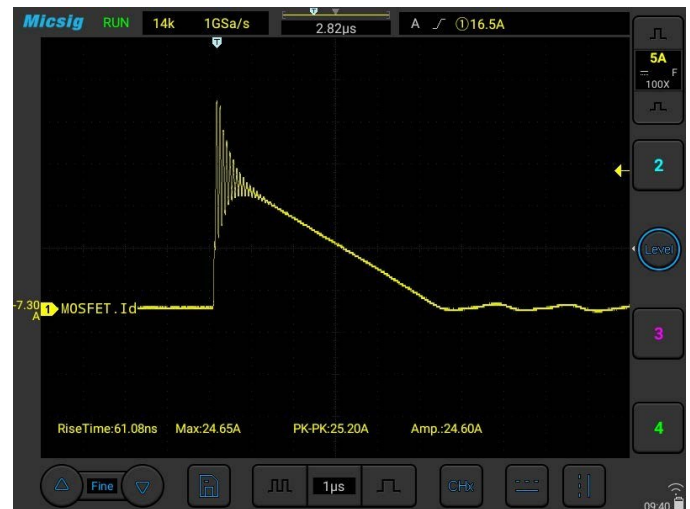 Micsig RUN 14k 1GSa/s T 2.82µs A ①16.5A
T
5A
F
100X
2
Level
-7.30
A
1 MOSFET.Id
3
RiseTime:61.08ns Max:24.65A PK-PK:25.20A Amp.:24.60A
4
Fine 1µs CHx
09:40